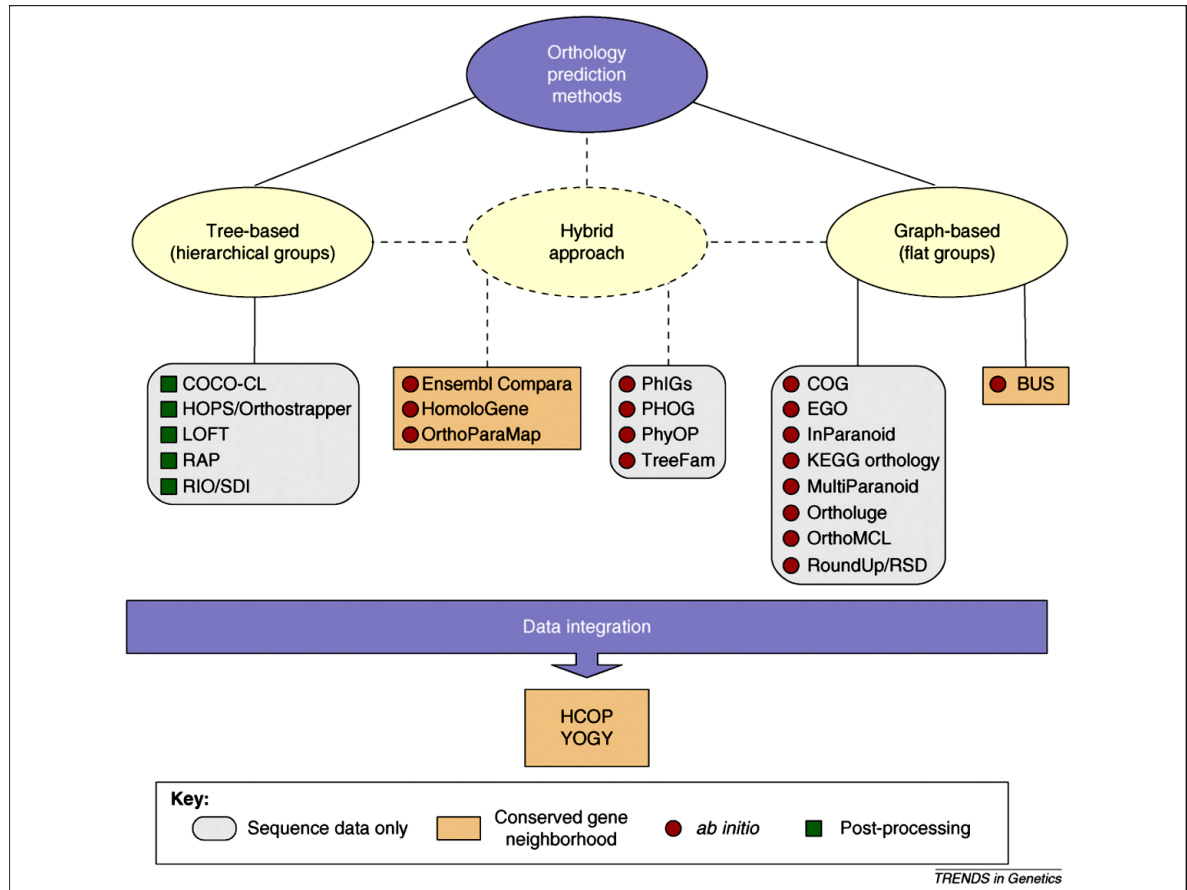 Orthology
prediction
methods
Tree-based
(hierarchical groups)
Hybrid
approach
Graph-based
(flat groups)
COCO-CL
HOPS/Orthostrapper
LOFT
RAP
RIO/SDI
Ensembl Compara
HomoloGene
OrthoParaMap
PhIGs
PHOG
PhyOP
TreeFam
COG
EGO
InParanoid
KEGG orthology
MultiParanoid
Ortholuge
OrthoMCL
RoundUp/RSD
BUS
Data integration
HCOP
YOGY
Key:
Sequence data only
Conserved gene
neighborhood
ab initio
Post-processing
TRENDS in Genetics